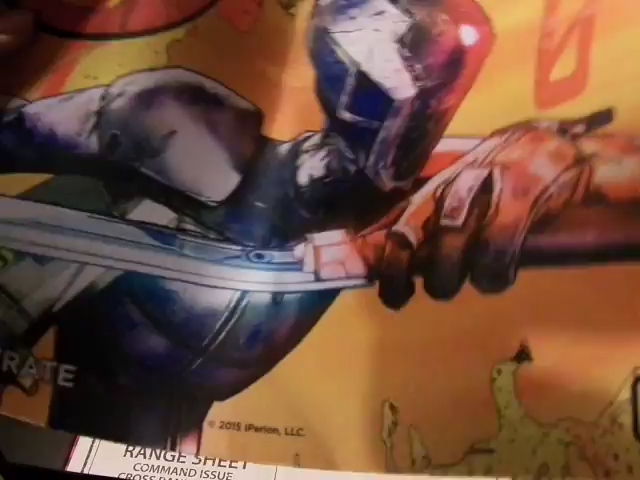 RATE
© 2015 iPerion, LLC.
RANGE SHEET
COMMAND ISSUE